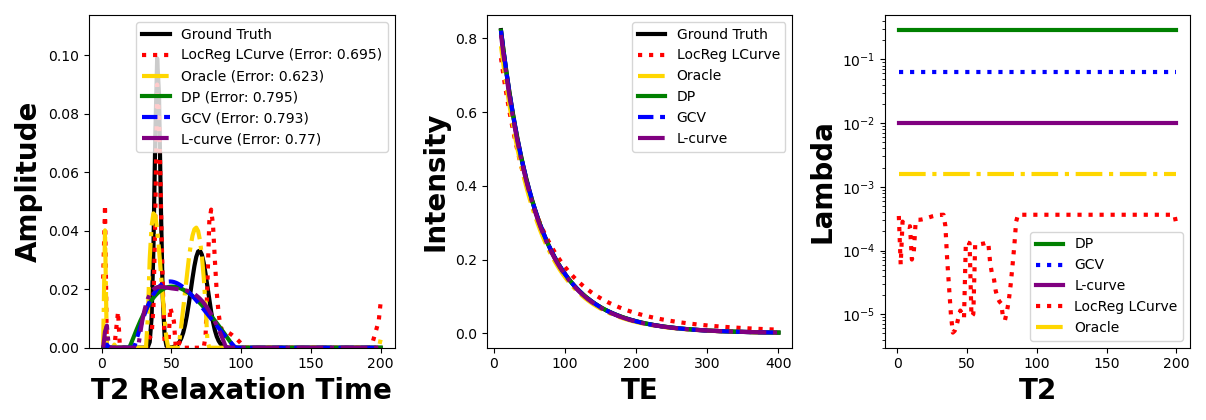 Amplitude
0.10
0.08
0.06
0.04
0.02
0.00
0
50
100
150
200
T2 Relaxation Time
Ground Truth
LocReg LCurve (Error: 0.695)
Oracle (Error: 0.623)
DP (Error: 0.795)
GCV (Error: 0.793)
L-curve (Error: 0.77)
Intensity
0.8
0.6
0.4
0.2
0.0
0
100
200
300
400
TE
Ground Truth
LocReg LCurve
Oracle
DP
GCV
L-curve
Lambda
10⁻¹
10⁻²
10⁻³
10⁻⁴
10⁻⁵
0
50
100
150
200
T2
DP
GCV
L-curve
LocReg LCurve
Oracle